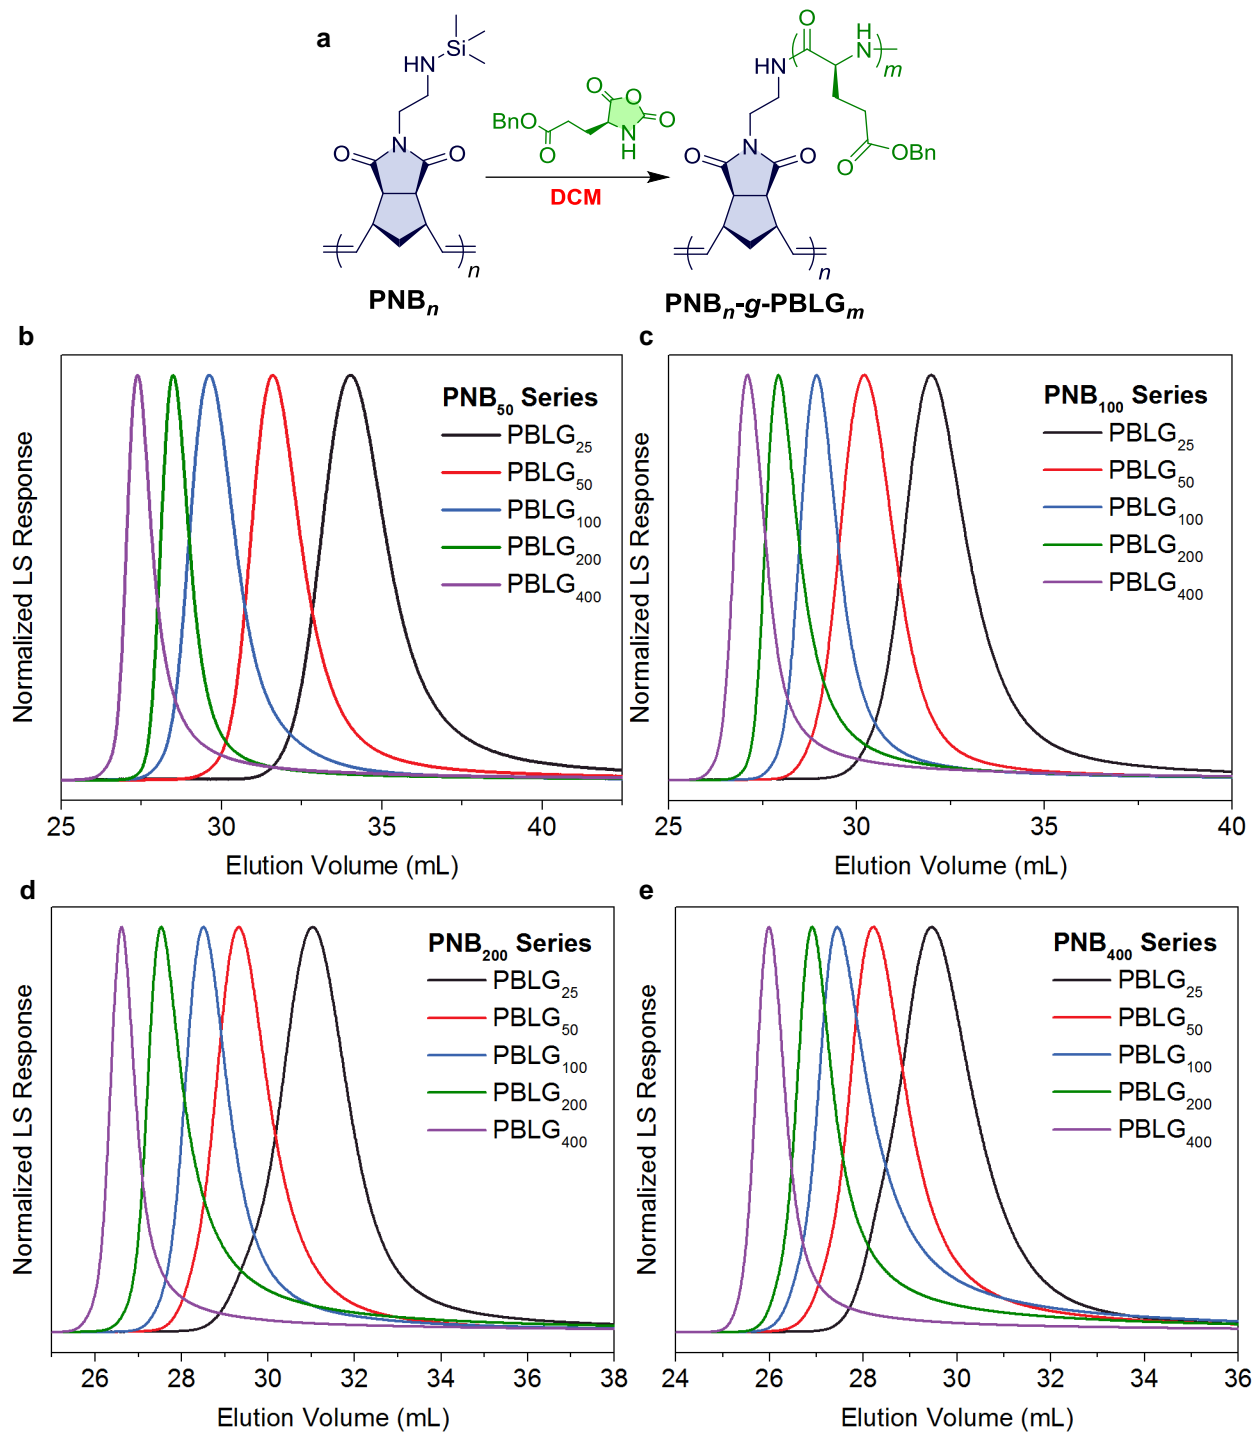 a
Si
HN
N
O
O
n
PNBn
BnO
O
O
O
O
N
H
DCM
O
H
N
m
HN
N
O
O
O
OBn
n
PNBn-g-PBLGm
b
PNB50 Series
PBLG25
PBLG50
PBLG100
PBLG200
PBLG400
Normalized LS Response
25 30 35 40
Elution Volume (mL)
c
PNB100 Series
PBLG25
PBLG50
PBLG100
PBLG200
PBLG400
Normalized LS Response
25 30 35 40
Elution Volume (mL)
d
PNB200 Series
PBLG25
PBLG50
PBLG100
PBLG200
PBLG400
Normalized LS Response
26 28 30 32 34 36 38
Elution Volume (mL)
e
PNB400 Series
PBLG25
PBLG50
PBLG100
PBLG200
PBLG400
Normalized LS Response
24 26 28 30 32 34 36
Elution Volume (mL)